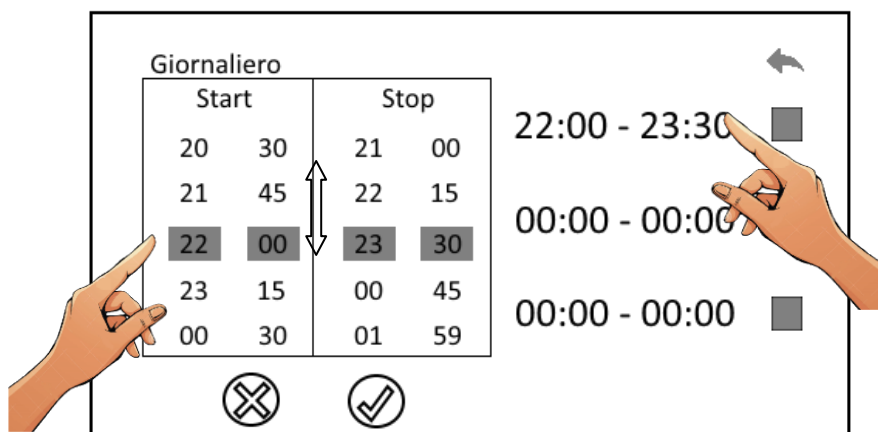 Giornaliero
Start Stop
20 30 21 00
21 45 22 15
22 00 23 30
23 15 00 45
00 30 01 59
22:00 - 23:30
00:00 - 00:00
00:00 - 00:00